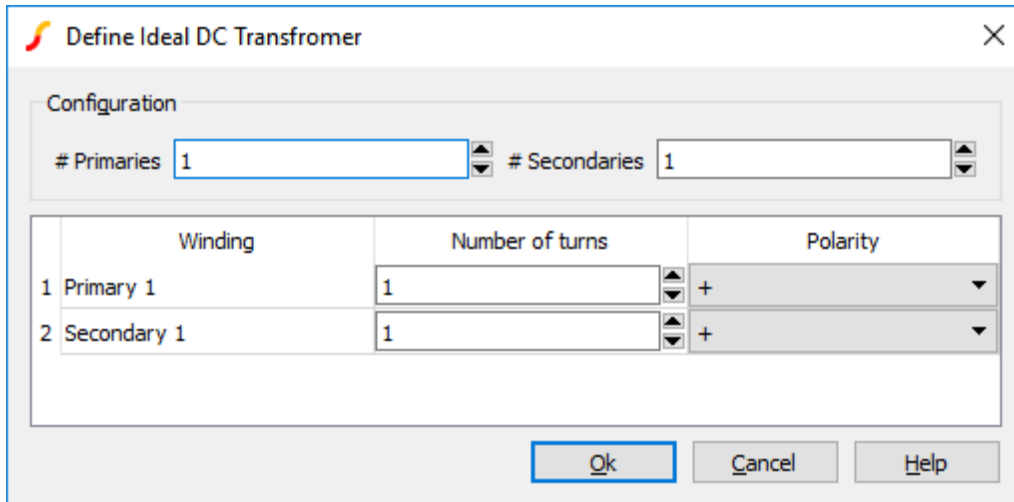 Define Ideal DC Transfromer
Configuration
# Primaries 1 # Secondaries 1
Winding Number of turns Polarity
1 Primary 1 1 +
2 Secondary 1 1 +
Ok Cancel Help